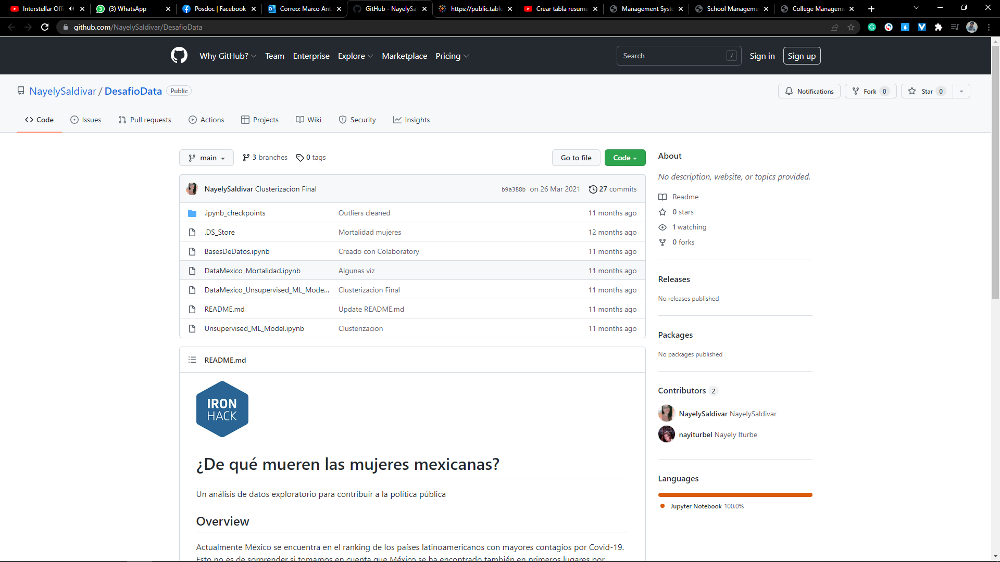 Interstellar Offi
(3) WhatsApp
Posdoc | Facebook
Correo: Marco Ant
GitHub - NayelySal
https://public.table
Crear tabla resume
Management Syste
School Manageme
College Managem
github.com/NayelySaldivar/DesafioData
Why GitHub? Team Enterprise Explore Marketplace Pricing Search / Sign in Sign up
NayelySaldivar / DesafioData Public
Notifications Fork 0 Star 0
Code Issues Pull requests Actions Projects Wiki Security Insights
main 3 branches 0 tags Go to file Code
NayelySaldivar Clusterizacion Final b9a388b on 26 Mar 2021 27 commits
.ipynb_checkpoints Outliers cleaned 11 months ago
.DS_Store Mortalidad mujeres 12 months ago
BasesDeDatos.ipynb Creado con Colaboratory 11 months ago
DataMexico_Mortalidad.ipynb Algunas viz 11 months ago
DataMexico_Unsupervised_ML_Mode... Clusterizacion Final 11 months ago
README.md Update README.md 11 months ago
Unsupervised_ML_Model.ipynb Clusterizacion 11 months ago
README.md
IRON
HACK
¿De qué mueren las mujeres mexicanas?
Un análisis de datos exploratorio para contribuir a la política pública
Overview
Actualmente México se encuentra en el ranking de los países latinoamericanos con mayores contagios por Covid-19.
Esto no es de sorprender si tomamos en cuenta que México se ha encontrado también en primeros lugares por
About
No description, website, or topics provided.
Readme
0 stars
1 watching
0 forks
Releases
No releases published
Packages
No packages published
Contributors 2
NayelySaldivar NayelySaldivar
nayiturbel Nayely Iturbe
Languages
Jupyter Notebook 100.0%